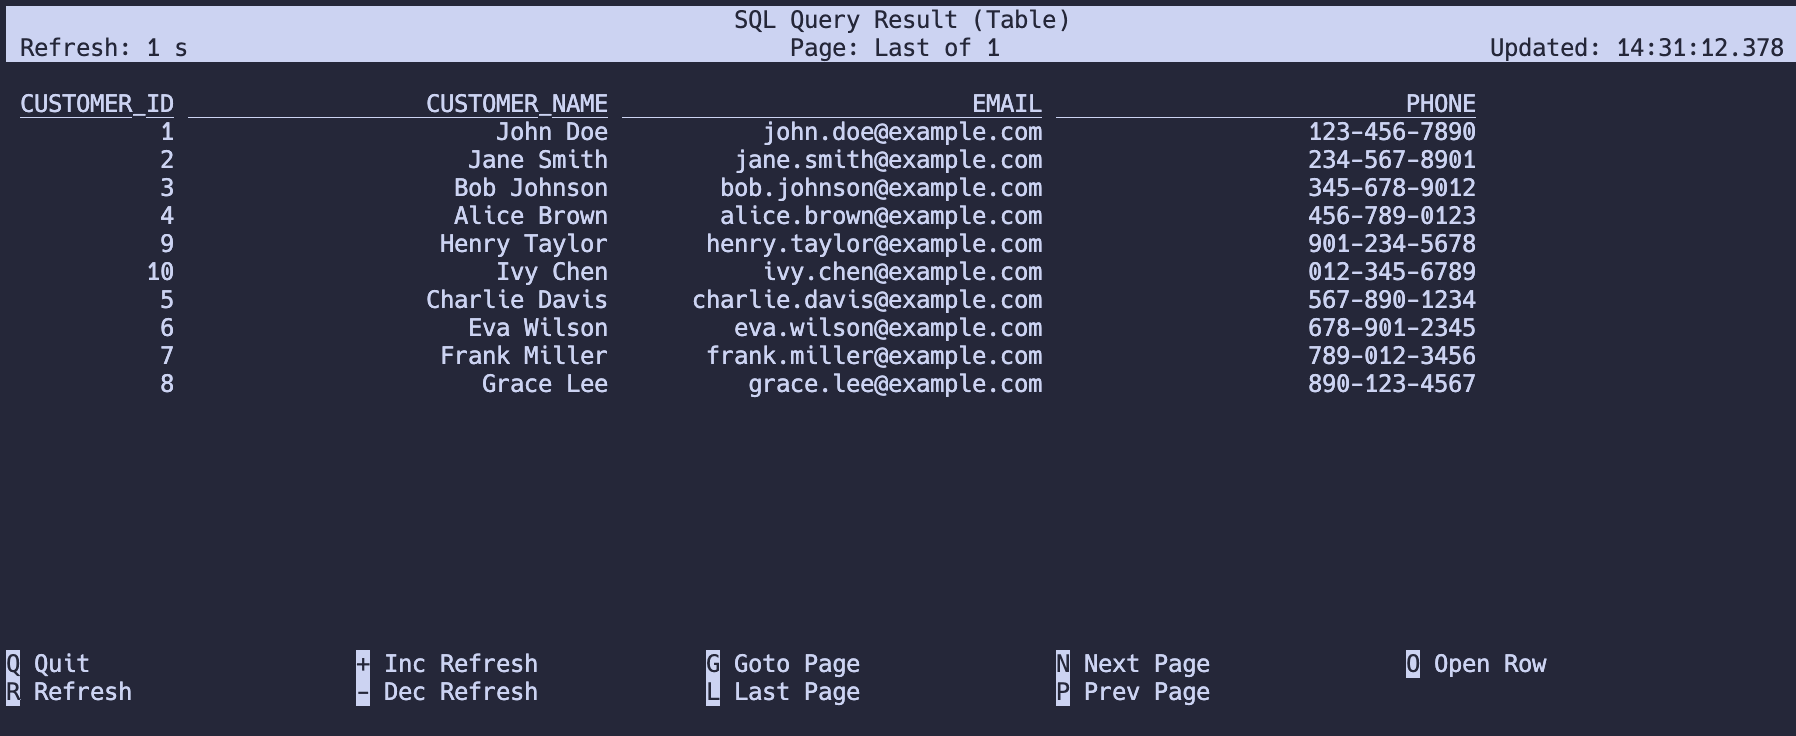 SQL Query Result (Table)
Refresh: 1 s Page: Last of 1 Updated: 14:31:12.378
CUSTOMER_ID CUSTOMER_NAME EMAIL PHONE
1 John Doe john.doe@example.com 123-456-7890
2 Jane Smith jane.smith@example.com 234-567-8901
3 Bob Johnson bob.johnson@example.com 345-678-9012
4 Alice Brown alice.brown@example.com 456-789-0123
9 Henry Taylor henry.taylor@example.com 901-234-5678
10 Ivy Chen ivy.chen@example.com 012-345-6789
5 Charlie Davis charlie.davis@example.com 567-890-1234
6 Eva Wilson eva.wilson@example.com 678-901-2345
7 Frank Miller frank.miller@example.com 789-012-3456
8 Grace Lee grace.lee@example.com 890-123-4567
Q Quit + Inc Refresh G Goto Page N Next Page O Open Row
R Refresh - Dec Refresh L Last Page P Prev Page